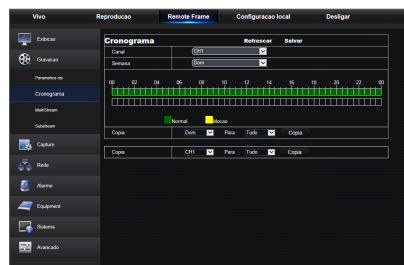 Vivo Reproducao Remote Frame Configuracao local Desligar
Exibicao
Gravacao
Parametros rec
Cronograma
MainStream
Substream
Capture
Rede
Alarme
Equipment
Sistema
Avancado
Cronograma Refrescar Salvar
Canal CH1
Semana Dom
00 02 04 06 08 10 12 14 16 18 20 22 00
Normal Mocao
Copia Dom Para Tudo Copia
Copia CH1 Para Tudo Copia